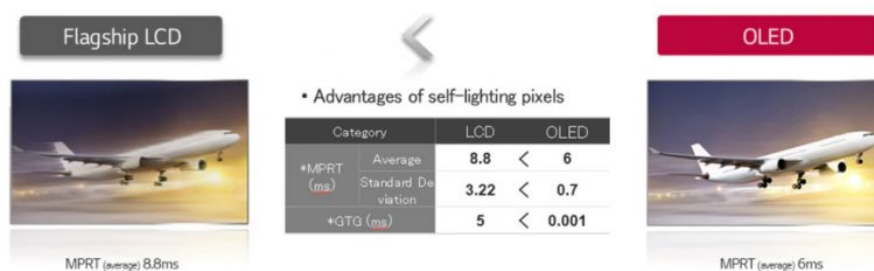 Flagship LCD
OLED
• Advantages of self-lighting pixels
Category LCD OLED
*MPRT (ms) Average 8.8 < 6
Standard De
viation 3.22 < 0.7
*GTG (ms) 5 < 0.001
MPRT (average) 8.8ms
MPRT (average) 6ms